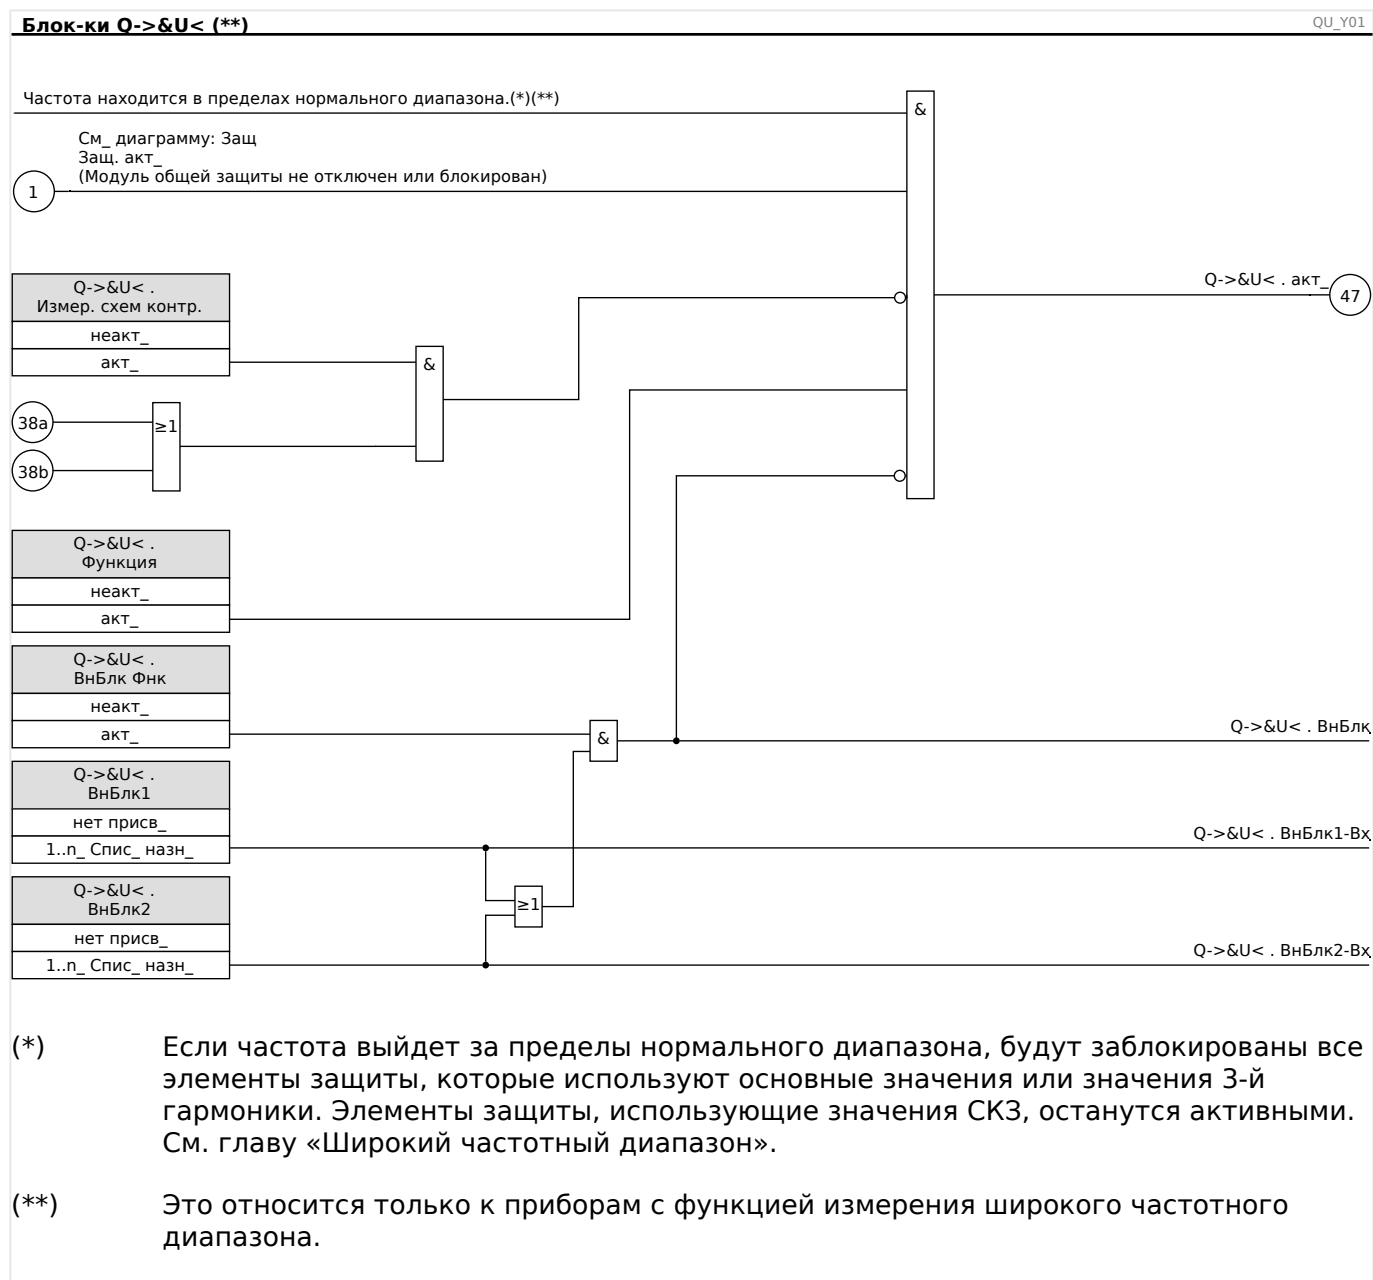 Блок-ки Q->&U< (**)
QU_Y01
Частота находится в пределах нормального диапазона.(*)(**)
&
См_ диаграмму: Защ
Защ. акт_
(Модуль общей защиты не отключен или блокирован)
1
Q->&U< .
Измер. схем контр.
неакт_
акт_
Q->&U< . акт_
47
&
38a
≥1
38b
Q->&U< .
Функция
неакт_
акт_
Q->&U< .
ВнБлк Фнк
неакт_
акт_
&
Q->&U< . ВнБлк
Q->&U< .
ВнБлк1
нет присв_
1..n_ Спис_ назн_
Q->&U< . ВнБлк1-Вх
≥1
Q->&U< .
ВнБлк2
нет присв_
1..n_ Спис_ назн_
Q->&U< . ВнБлк2-Вх
(*) Если частота выйдет за пределы нормального диапазона, будут заблокированы все
элементы защиты, которые используют основные значения или значения 3-й
гармоники. Элементы защиты, использующие значения СКЗ, останутся активными.
См. главу «Широкий частотный диапазон».
(**) Это относится только к приборам с функцией измерения широкого частотного
диапазона.